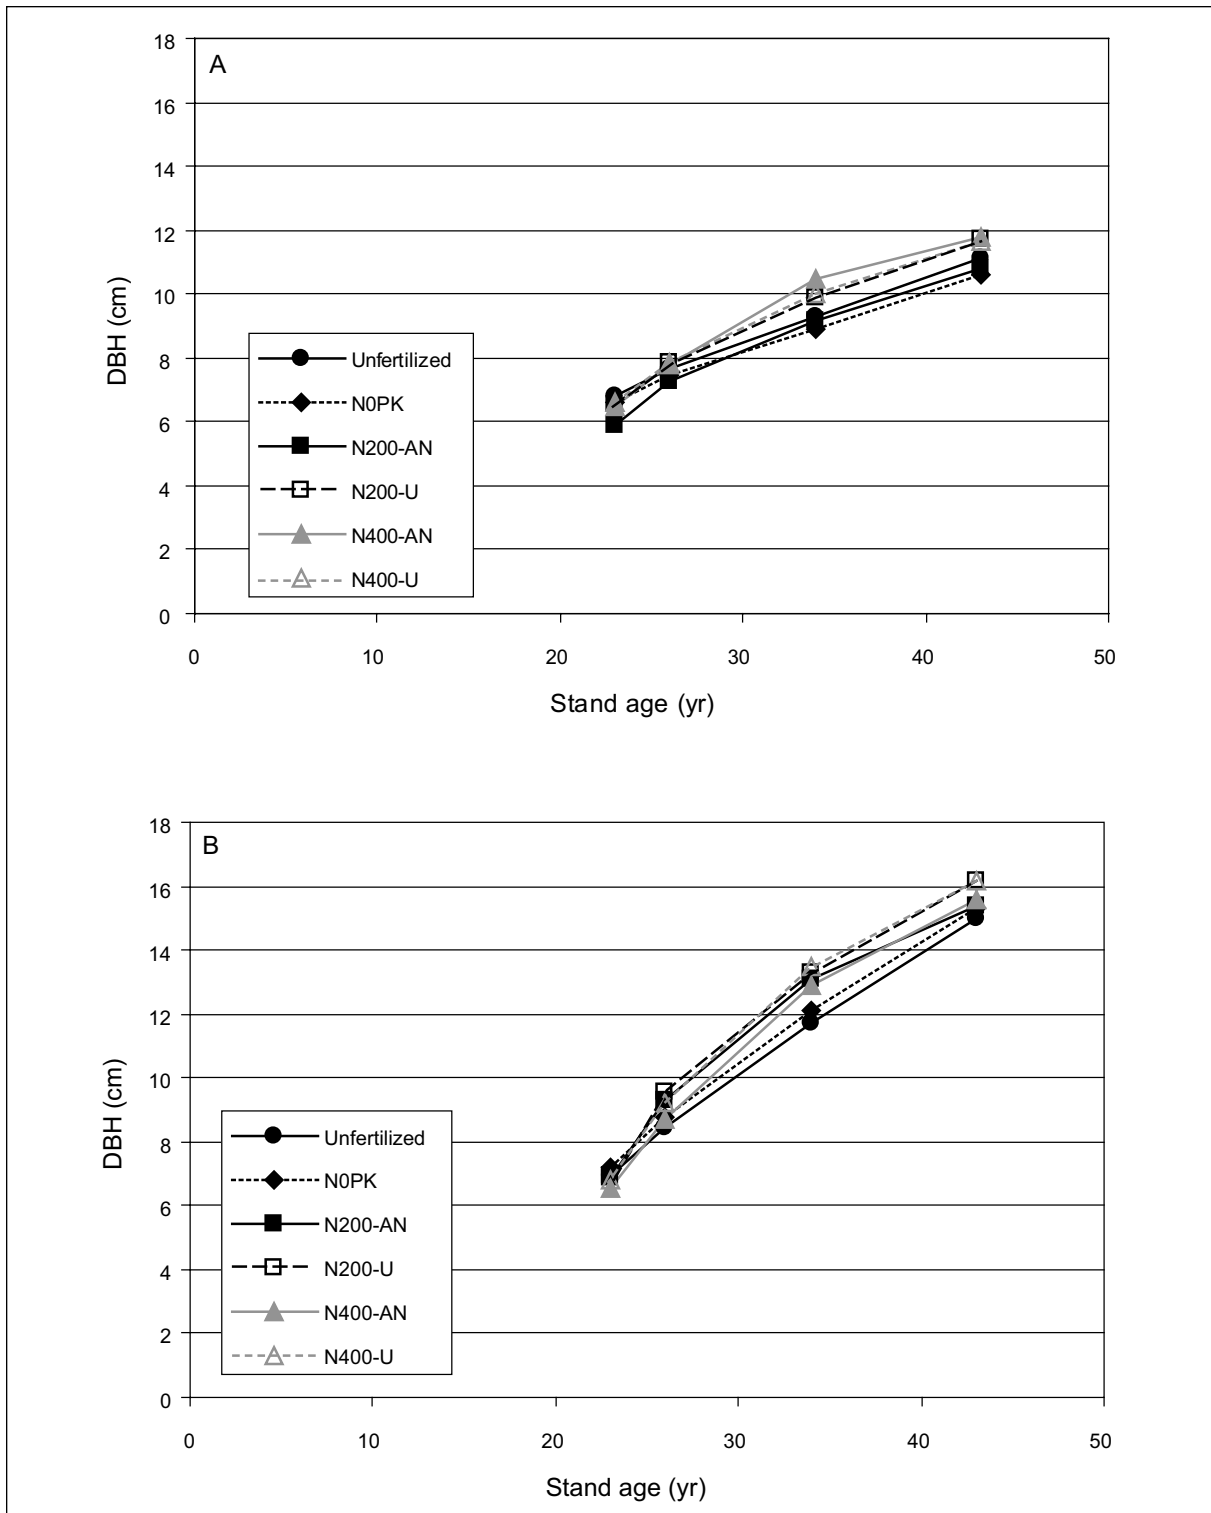 A
18
16
14
12
10
8
6
4
2
0
DBH (cm)
Unfertilized
N0PK
N200-AN
N200-U
N400-AN
N400-U
0 10 20 30 40 50
Stand age (yr)
B
18
16
14
12
10
8
6
4
2
0
DBH (cm)
Unfertilized
N0PK
N200-AN
N200-U
N400-AN
N400-U
0 10 20 30 40 50
Stand age (yr)